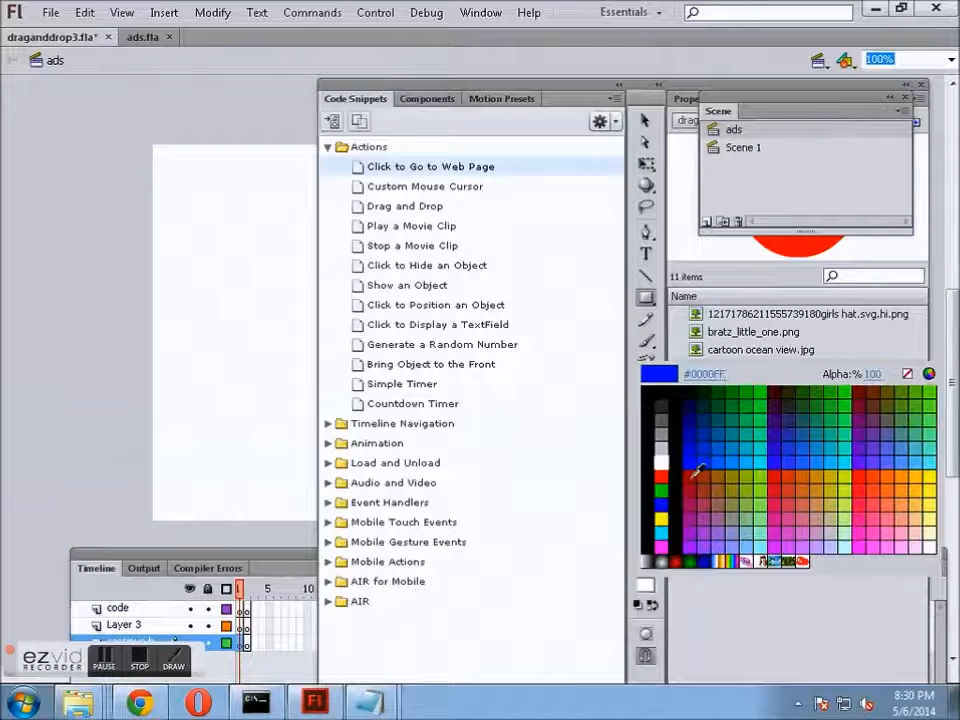 Fl File Edit View Insert Modify Text Commands Control Debug Window Help Essentials
draganddrop3.fla* × ads.fla ×
ads 100%
Code Snippets Components Motion Presets Prope
Scene
drag
ads
Scene 1
Actions
Click to Go to Web Page
Custom Mouse Cursor
Drag and Drop
Play a Movie Clip
Stop a Movie Clip
Click to Hide an Object
Show an Object
Click to Position an Object
Click to Display a TextField
Generate a Random Number
Bring Object to the Front
Simple Timer
Countdown Timer
Timeline Navigation
Animation
Load and Unload
Audio and Video
Event Handlers
Mobile Touch Events
Mobile Gesture Events
Mobile Actions
AIR for Mobile
AIR
11 items
Name
12171786211555739180girls hat.svg.hi.png
bratz_little_one.png
cartoon ocean view.jpg
#0000FF Alpha:% 100
Timeline Output Compiler Errors
1 5 10
code
Layer 3
ezvid
RECORDER
PAUSE STOP DRAW
C:\_
Fl
8:30 PM
5/6/2014